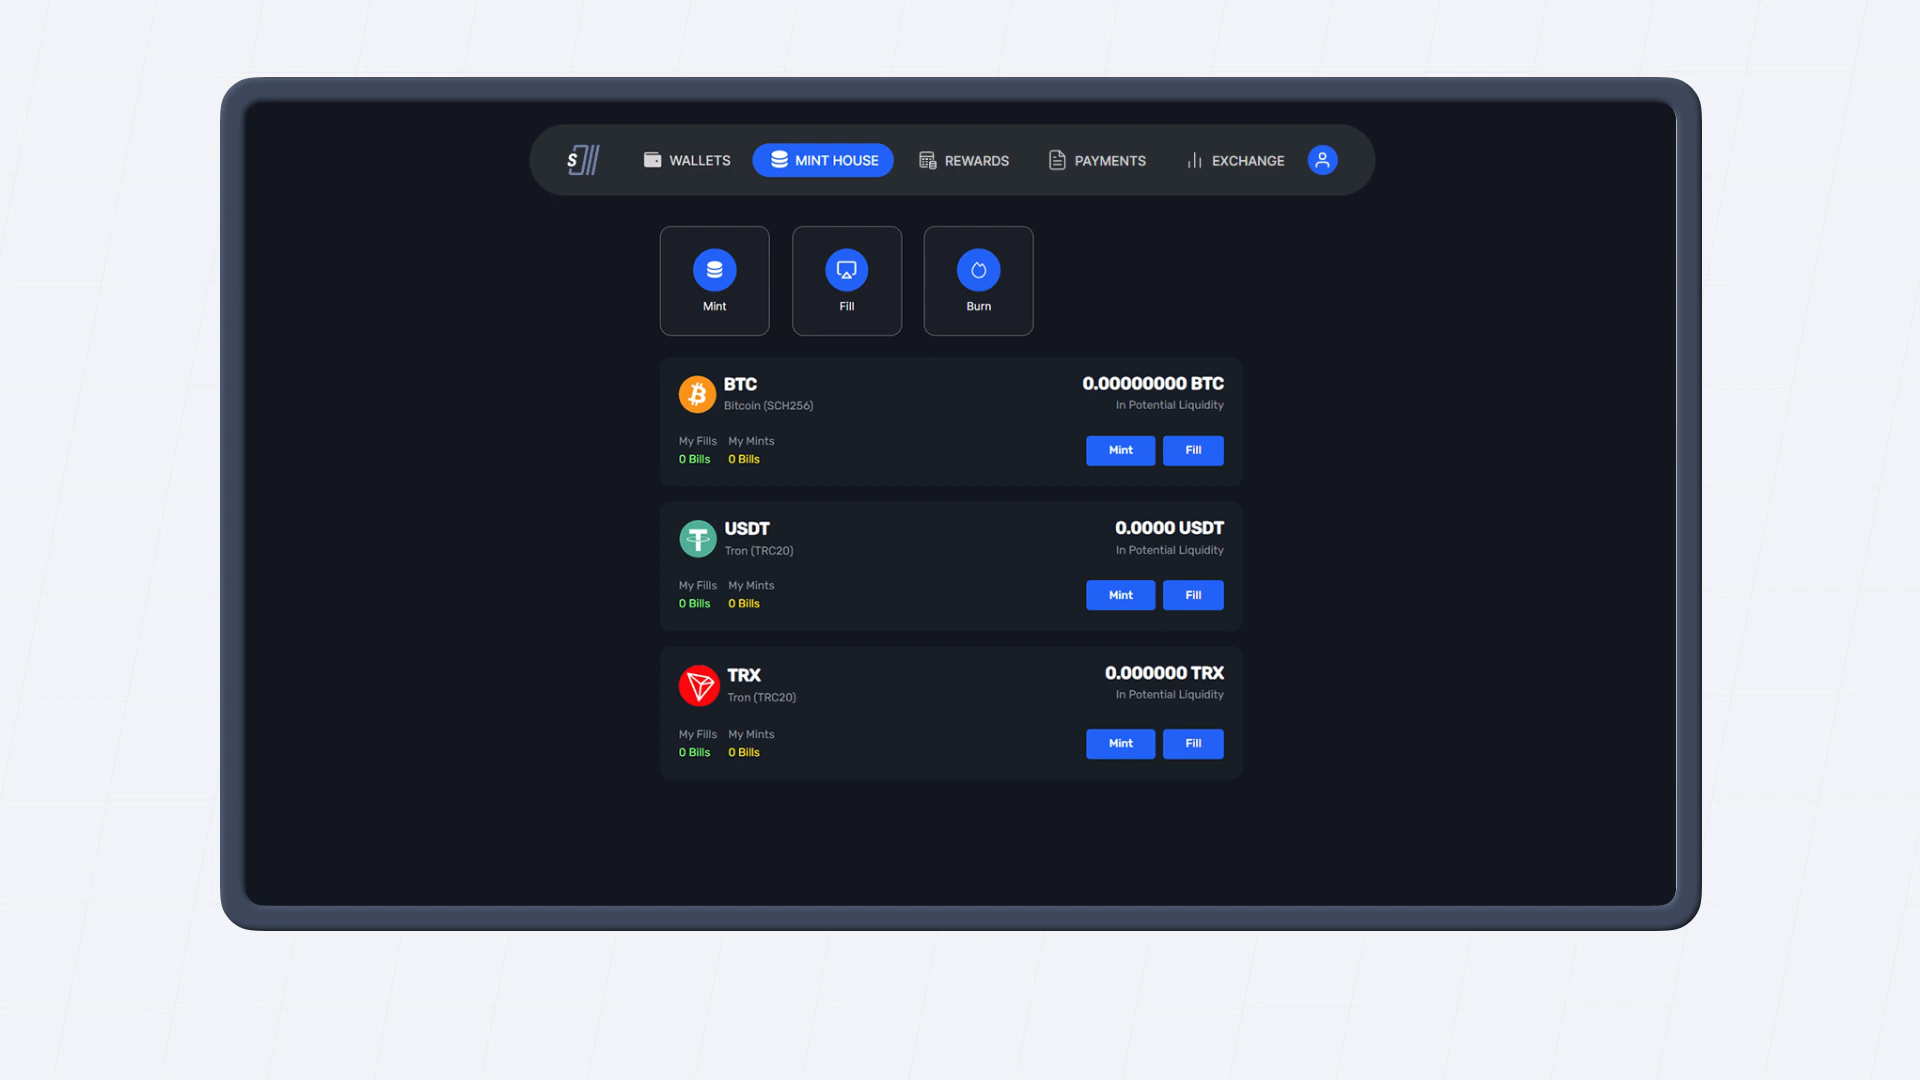 S WALLETS MINT HOUSE REWARDS PAYMENTS EXCHANGE
Mint Fill Burn
BTC 0.00000000 BTC
Bitcoin (SCH256) In Potential Liquidity
My Fills My Mints
0 Bills 0 Bills Mint Fill
USDT 0.0000 USDT
Tron (TRC20) In Potential Liquidity
My Fills My Mints
0 Bills 0 Bills Mint Fill
TRX 0.000000 TRX
Tron (TRC20) In Potential Liquidity
My Fills My Mints
0 Bills 0 Bills Mint Fill